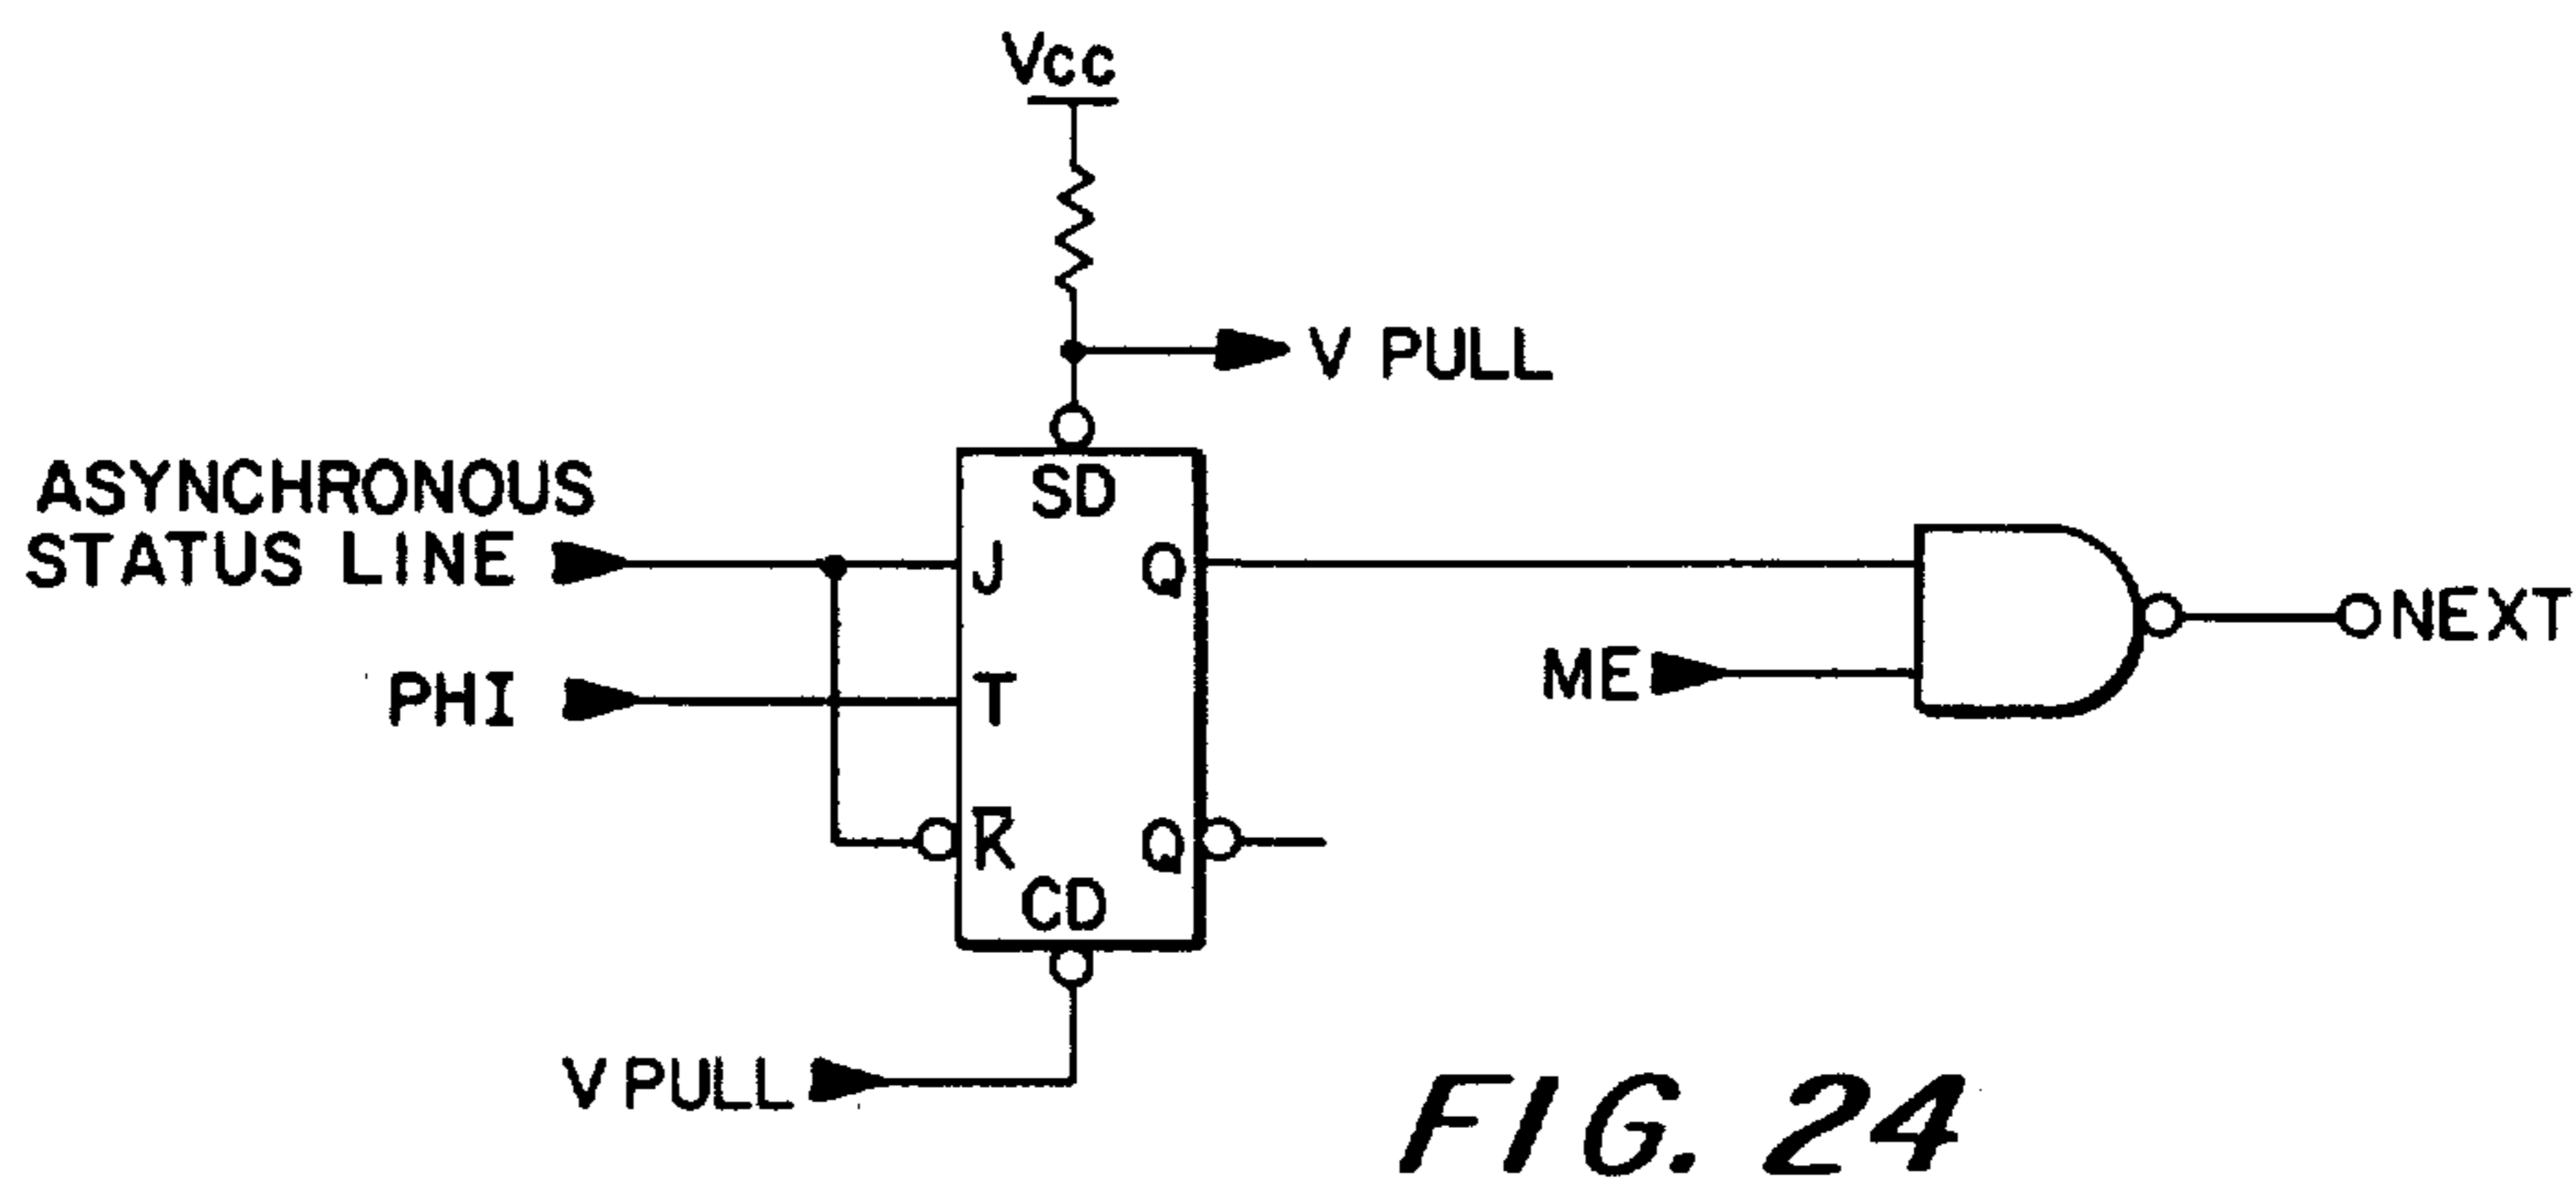 Vcc
V PULL
ASYNCHRONOUS
STATUS LINE
SD
J
Q
PHI
T
ME
NEXT
K̅
Q
CD
V PULL
FIG. 24